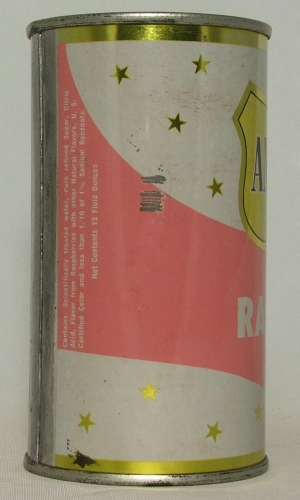 Contains: Scientifically treated water, Pure refined Sugar, Citric
Acid, Flavor from Raspberries with other Natural Flavors, U. S.
Certified Color and less than 1/10 of 1% Sodium Benzoate
Net Contents 12 Fluid Ounces
A
RA